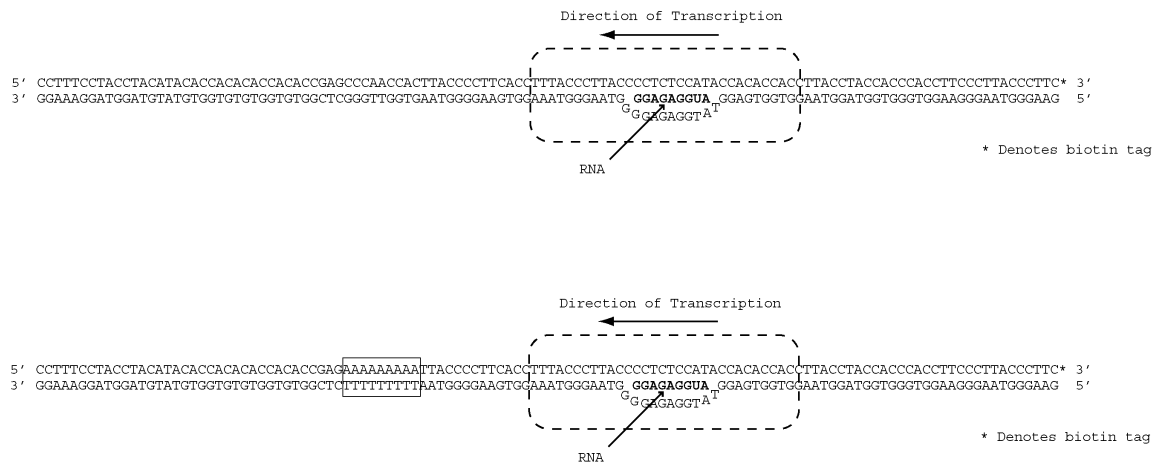 Direction of Transcription
5' CCTTTCCTACCTACATACACCACACACCACACCGAGCCCAACCACTTACCCCTTCACCTTTACCCTTACCCCTCTCCATACCACACCACCTTACCTACCACCCACCTTCCCTTACCCTTC* 3'
3' GGAAAGGATGGATGTATGTGGTGTGTGGTGTGGCTCGGGTTGGTGAATGGGGAAGTGGAAATGGGAATG GGAGAGGUA GGAGTGGTGGAATGGATGGTGGGTGGAAGGGAATGGGAAG 5'
GGGAGAGGTAT
RNA
* Denotes biotin tag
Direction of Transcription
5' CCTTTCCTACCTACATACACCACACACCACACCGAGAAAAAAAAATTACCCCTTCACCTTTACCCTTACCCCTCTCCATACCACACCACCTTACCTACCACCCACCTTCCCTTACCCTTC* 3'
3' GGAAAGGATGGATGTATGTGGTGTGTGGTGTGGCTCTTTTTTTTTAATGGGGAAGTGGAAATGGGAATG GGAGAGGUA GGAGTGGTGGAATGGATGGTGGGTGGAAGGGAATGGGAAG 5'
GGGAGAGGTAT
RNA
* Denotes biotin tag